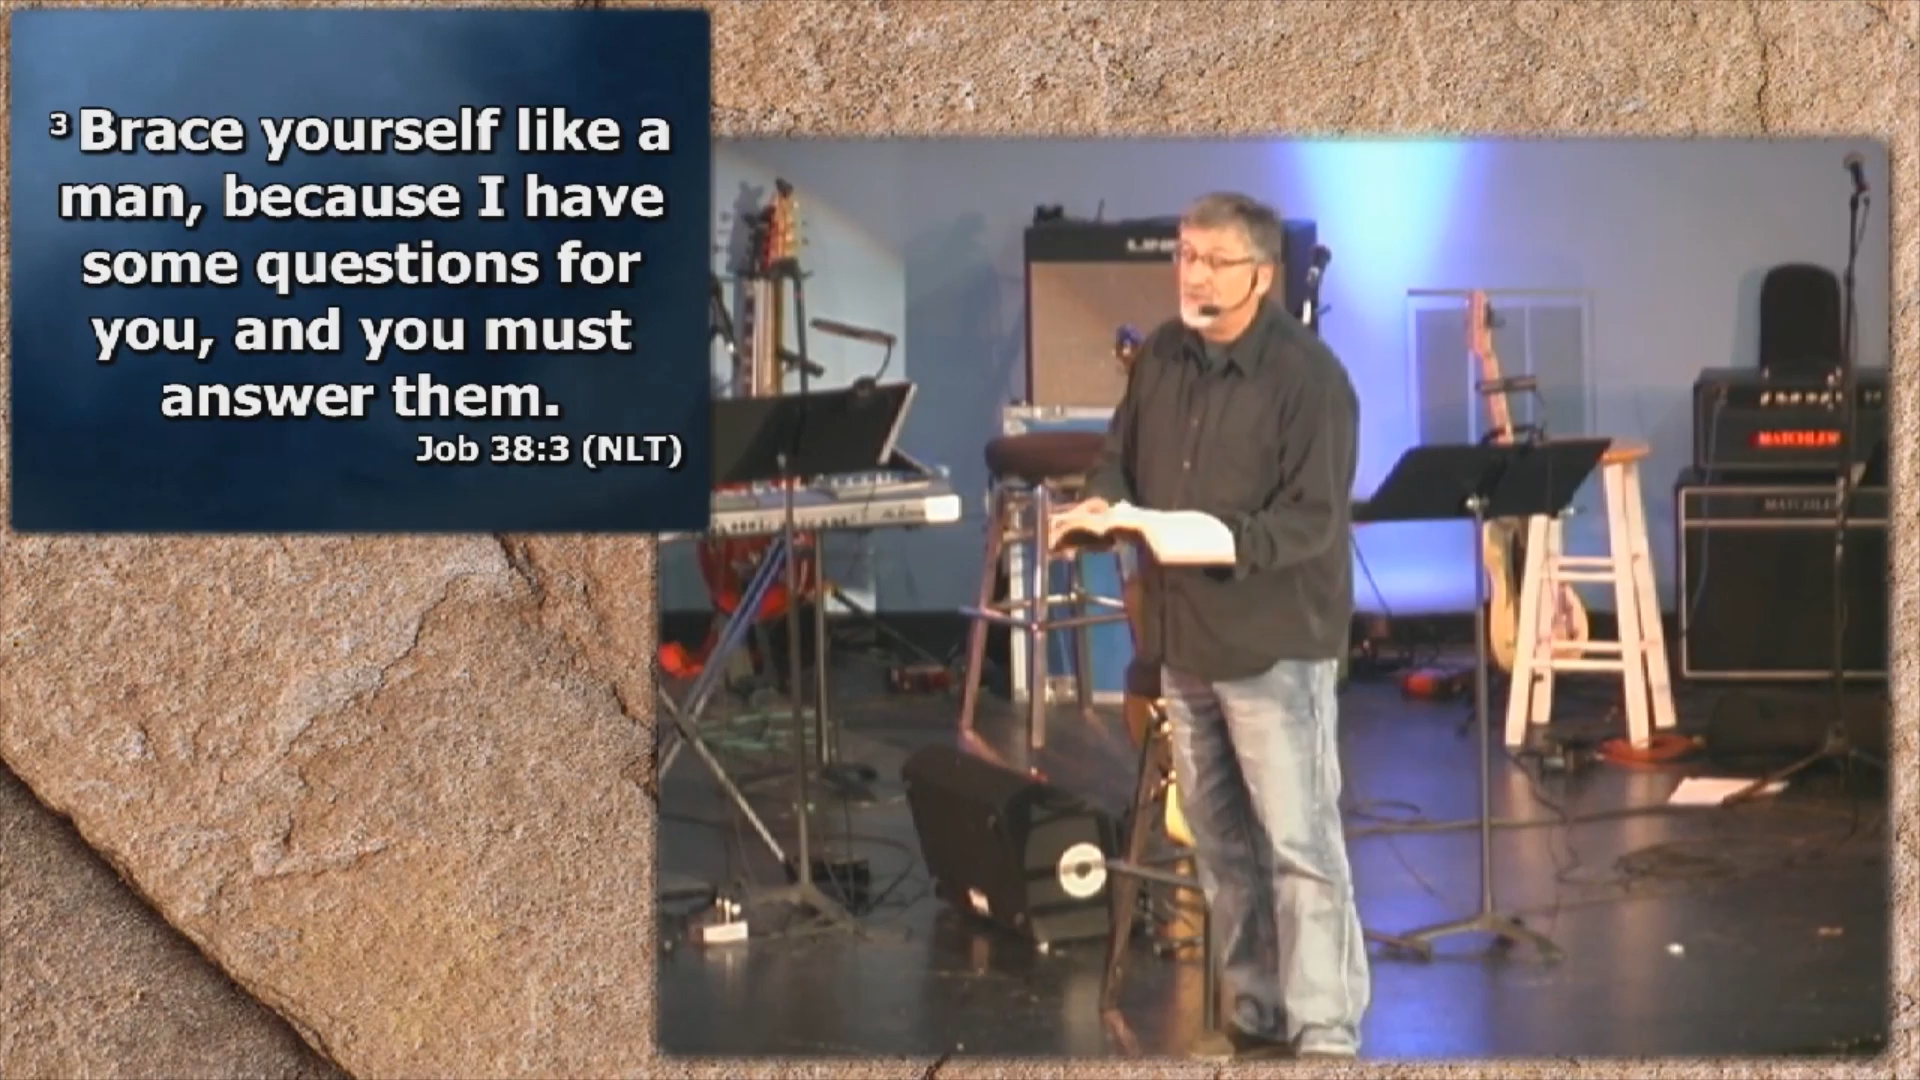 3 Brace yourself like a
man, because I have
some questions for
you, and you must
answer them.
Job 38:3 (NLT)